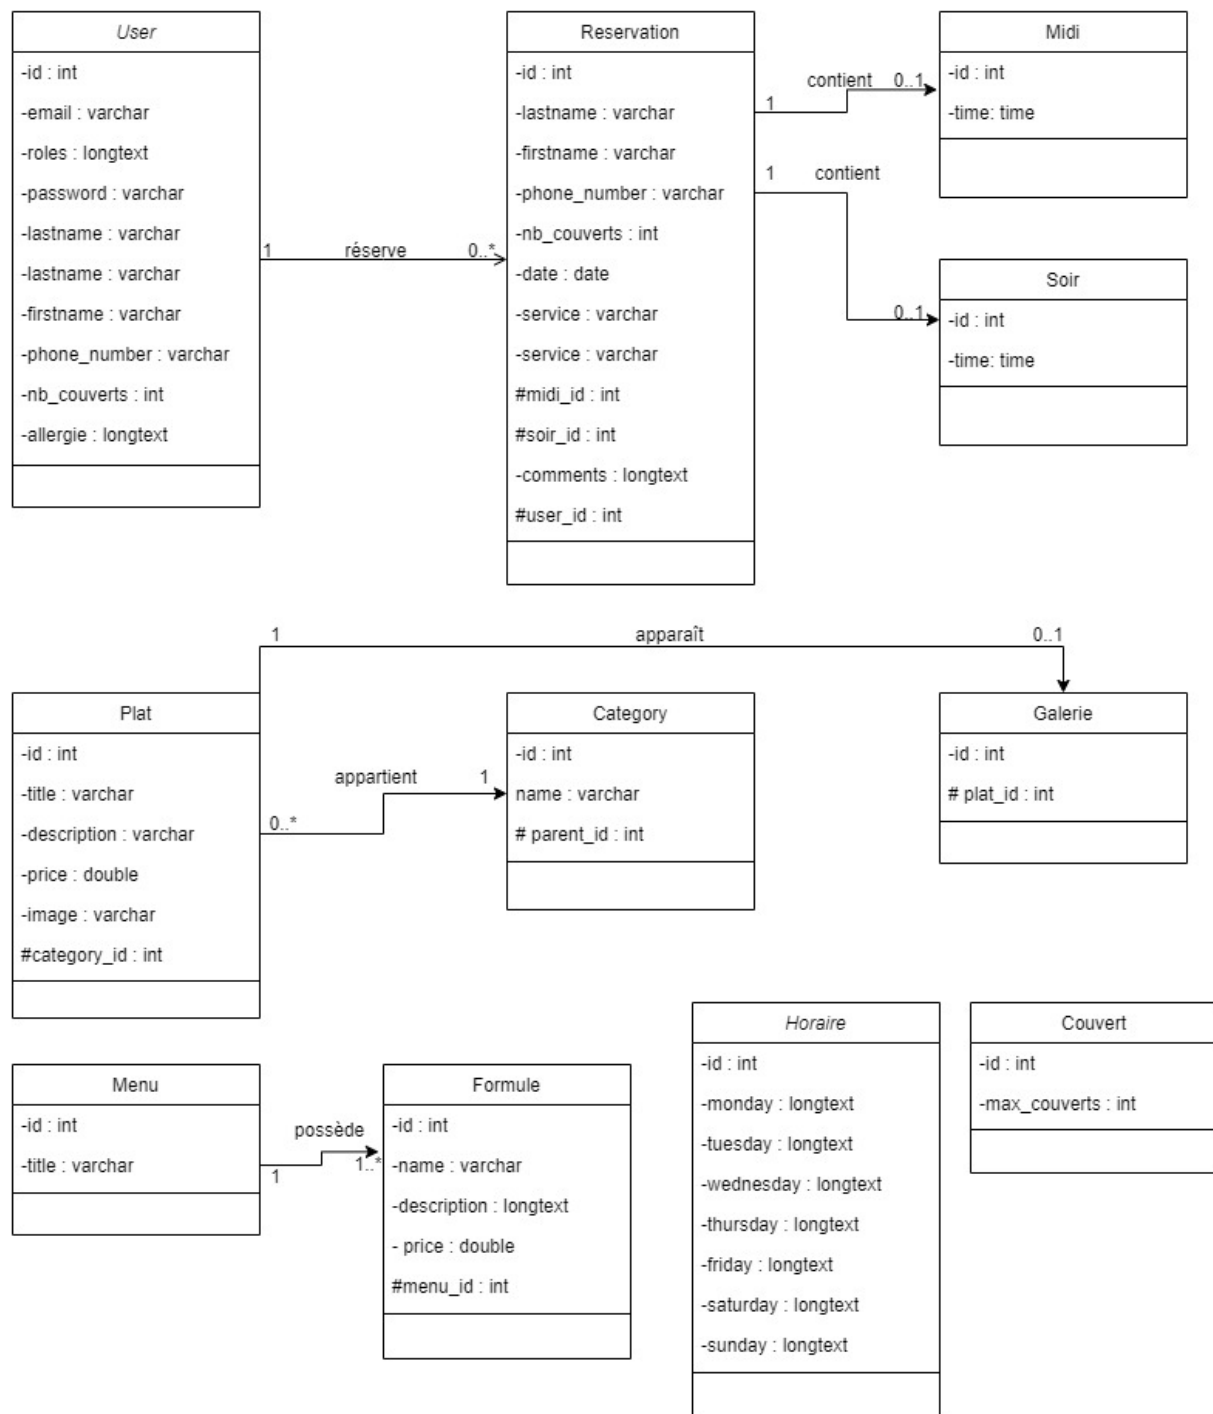 User
-id : int
-email : varchar
-roles : longtext
-password : varchar
-lastname : varchar
-lastname : varchar
-firstname : varchar
-phone_number : varchar
-nb_couverts : int
-allergie : longtext
1
réserve
0..*
Reservation
-id : int
-lastname : varchar
-firstname : varchar
-phone_number : varchar
-nb_couverts : int
-date : date
-service : varchar
-service : varchar
#midi_id : int
#soir_id : int
-comments : longtext
#user_id : int
1
contient
0..1
Midi
-id : int
-time: time
1
contient
0..1
Soir
-id : int
-time: time
1
apparaît
0..1
Plat
-id : int
-title : varchar
-description : varchar
-price : double
-image : varchar
#category_id : int
0..*
appartient
1
Category
-id : int
name : varchar
# parent_id : int
Galerie
-id : int
# plat_id : int
Menu
-id : int
-title : varchar
1
possède
1..*
Formule
-id : int
-name : varchar
-description : longtext
- price : double
#menu_id : int
Horaire
-id : int
-monday : longtext
-tuesday : longtext
-wednesday : longtext
-thursday : longtext
-friday : longtext
-saturday : longtext
-sunday : longtext
Couvert
-id : int
-max_couverts : int